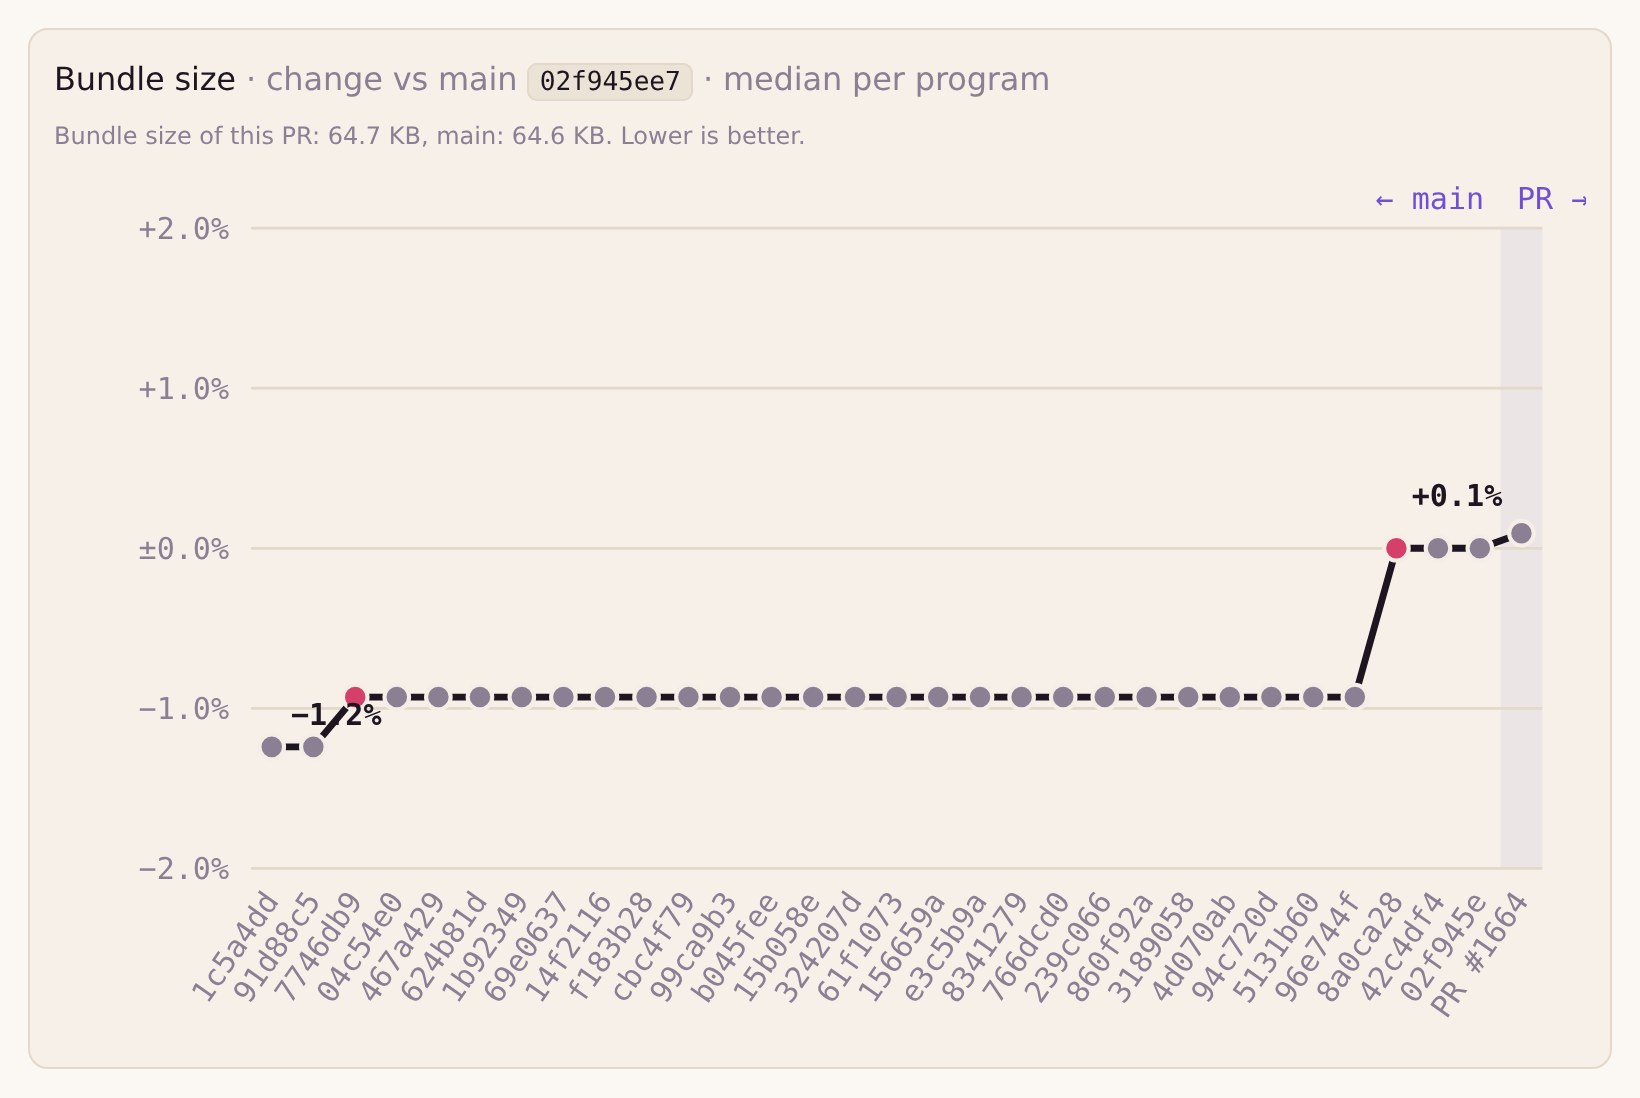 Bundle size · change vs main 02f945ee7 · median per program
Bundle size of this PR: 64.7 KB, main: 64.6 KB. Lower is better.
← main PR →
+2.0%
+1.0%
+0.1%
±0.0%
−1.0%
−1.2%
−2.0%
1c5a4dd
91d88c5
7746db9
04c54e0
467a429
624b81d
1b92349
69e0637
14f2116
f183b28
cbc4f79
99ca9b3
b045fee
15b058e
324207d
61f1073
156659a
e3c5b9a
8341279
766dcd0
239c066
860f92a
3189058
4d070ab
94c720d
5131b60
96e744f
8a0ca28
42c4df4
02f945e
PR #1664